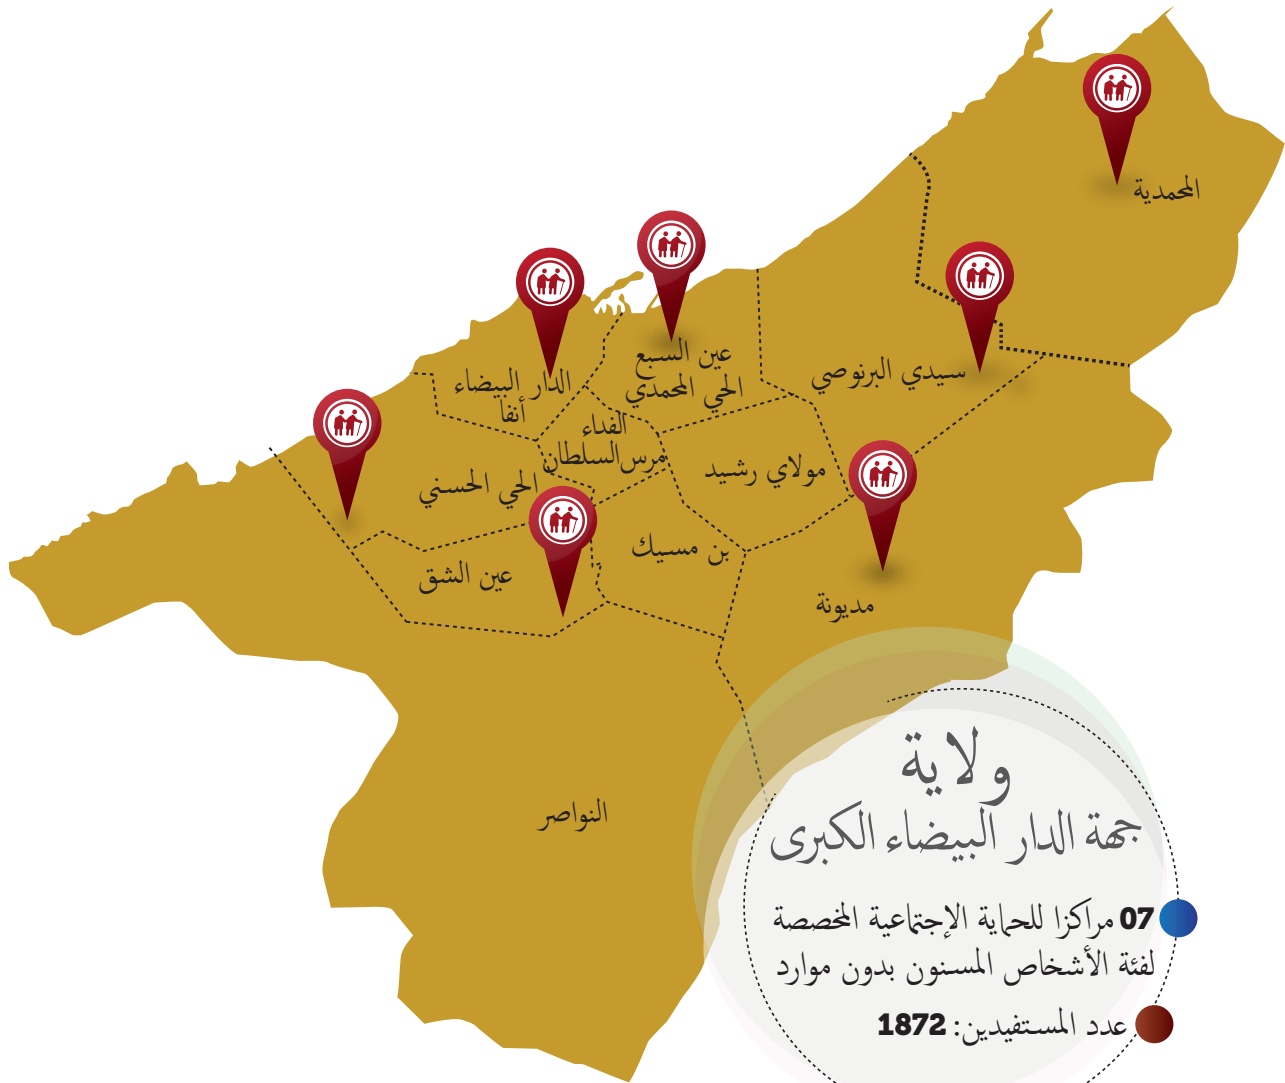 المحمدية
عين السبع
الحي المحمدي
سيدي البرنوصي
الدار البيضاء
أنفا
الفداء
مرس السلطان
مولاي رشيد
الحي الحسني
بن مسيك
عين الشق
مديونة
النواصر
ولاية
جهة الدار البيضاء الكبرى
07 مراكزا للحماية الإجتماعية المخصصة
لفئة الأشخاص المسنون بدون موارد
عدد المستفيدين: 1872